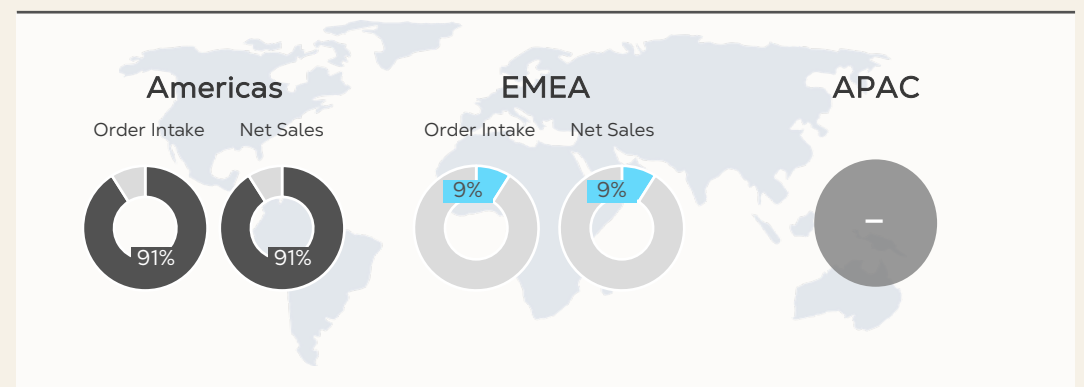 Americas
Order Intake
Net Sales
91%
91%
EMEA
Order Intake
Net Sales
9%
9%
APAC
–